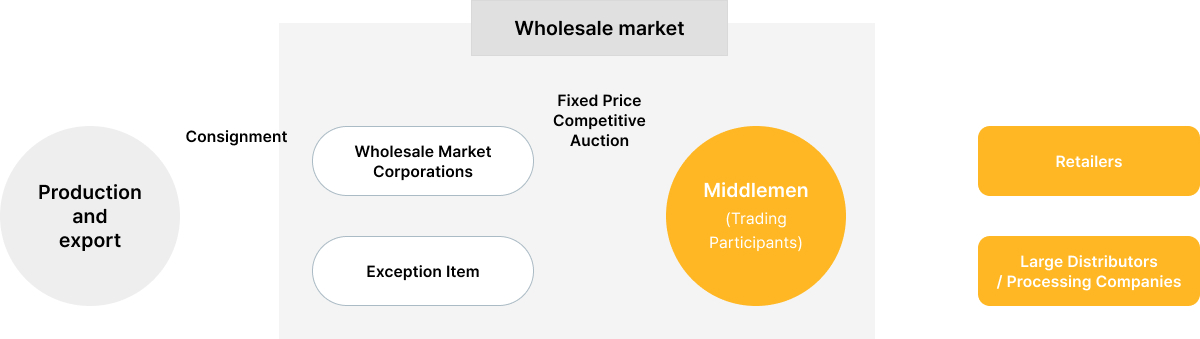 Wholesale market
Production
and
export
Consignment
Wholesale Market
Corporations
Exception Item
Fixed Price
Competitive
Auction
Middlemen
(Trading
Participants)
Retailers
Large Distributors
/ Processing Companies